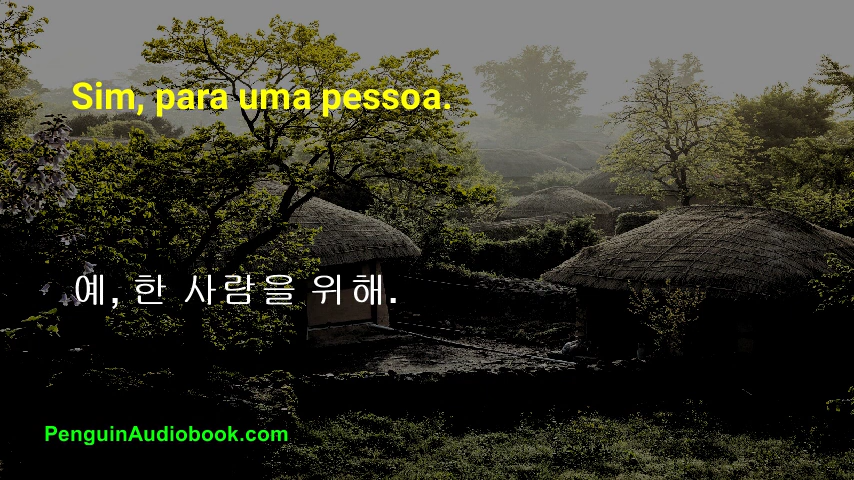 Sim, para uma pessoa.
예, 한 사람을 위해.
PenguinAudiobook.com